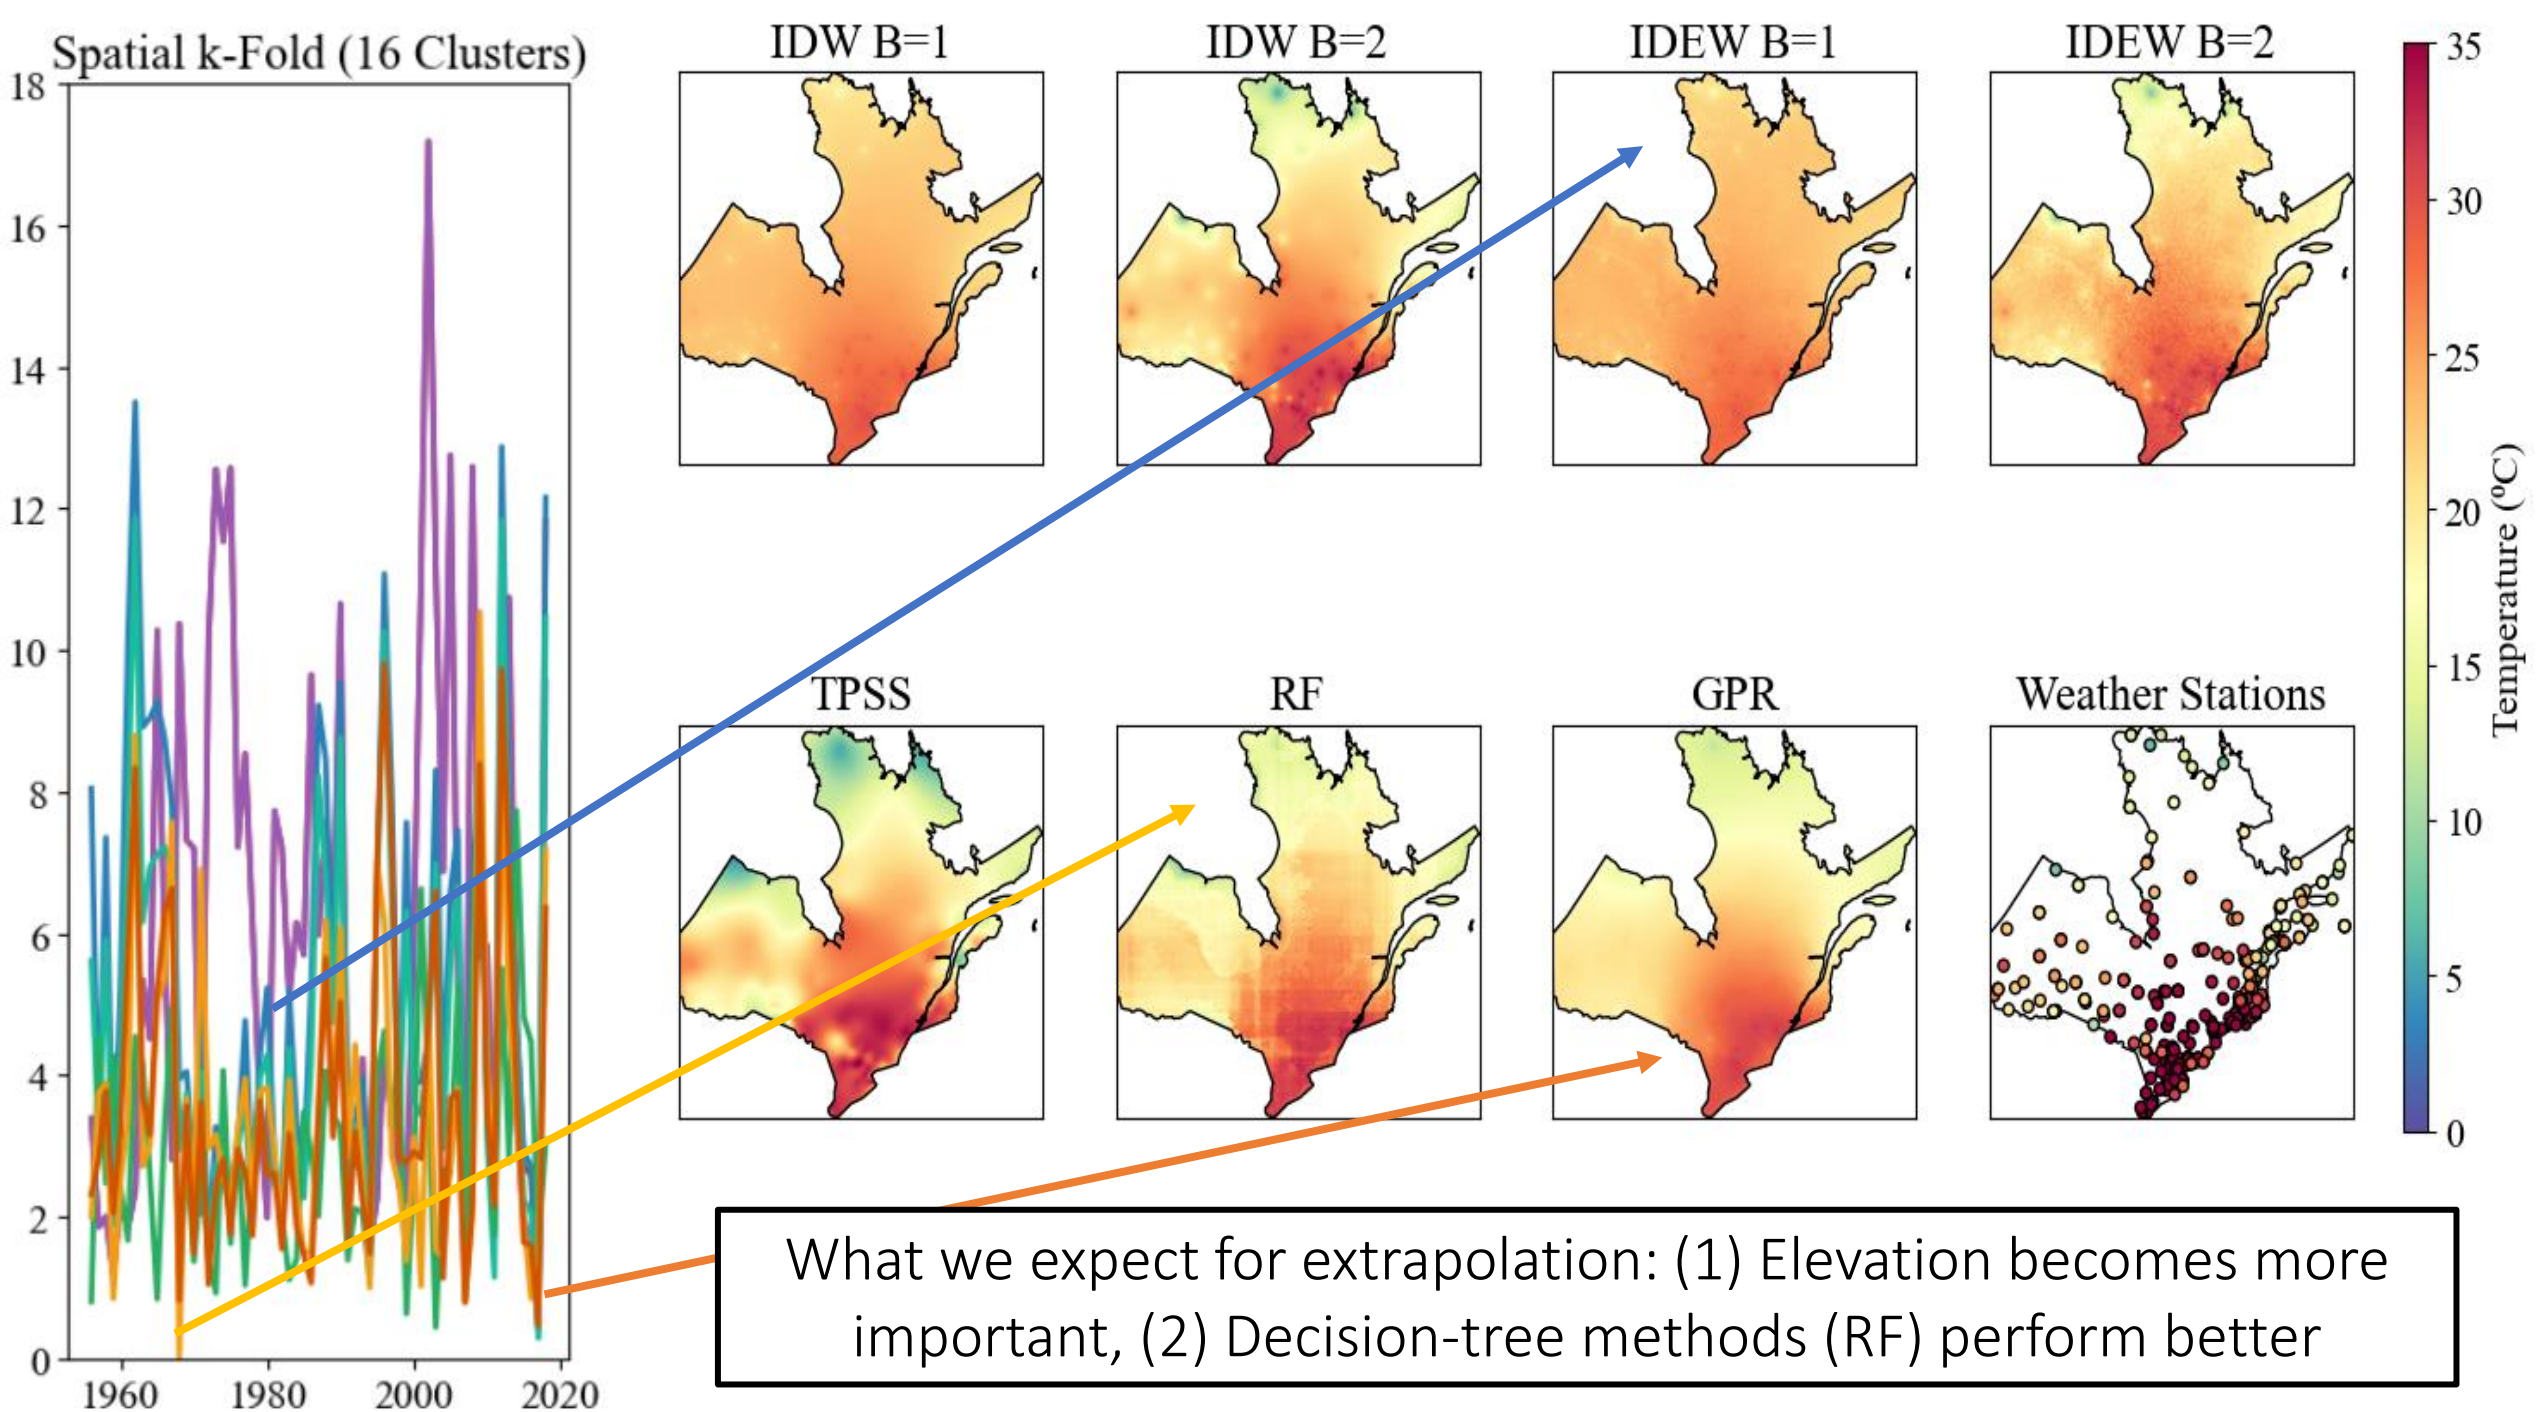 Spatial k-Fold (16 Clusters)
18
16
14
12
10
8
6
4
2
0
1960
1980
2000
2020
IDW B=1
IDW B=2
IDEW B=1
IDEW B=2
TPSS
RF
GPR
Weather Stations
35
30
25
20
15
10
5
0
Temperature (ºC)
What we expect for extrapolation: (1) Elevation becomes more
important, (2) Decision-tree methods (RF) perform better